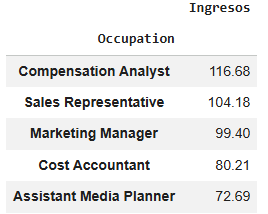 Ingresos
Occupation
Compensation Analyst 116.68
Sales Representative 104.18
Marketing Manager 99.40
Cost Accountant 80.21
Assistant Media Planner 72.69